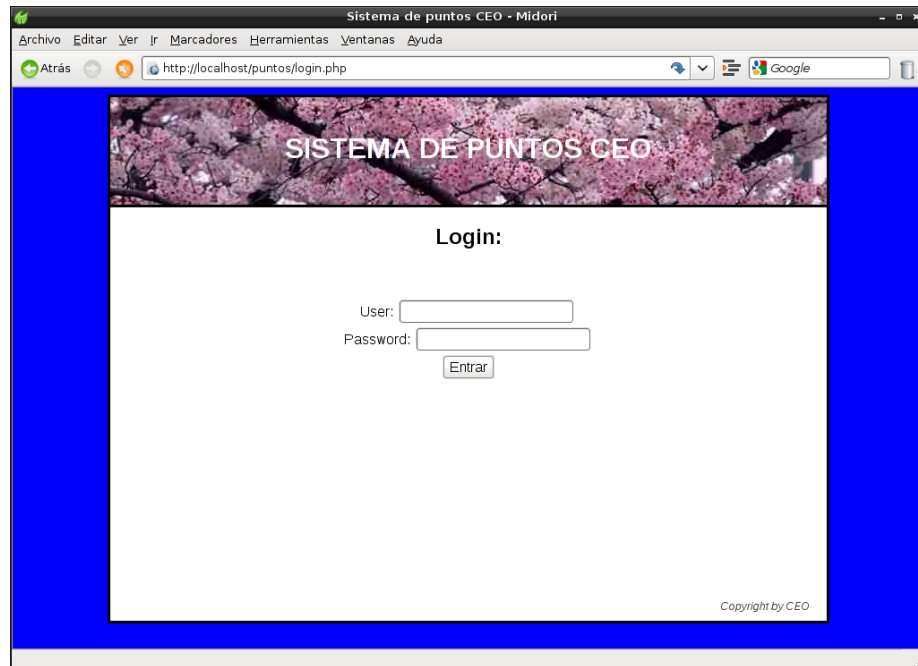 Sistema de puntos CEO - Midori
Archivo Editar Ver Ir Marcadores Herramientas Ventanas Ayuda
Atrás http://localhost/puntos/login.php Google
SISTEMA DE PUNTOS CEO
Login:
User:
Password:
Entrar
Copyright by CEO